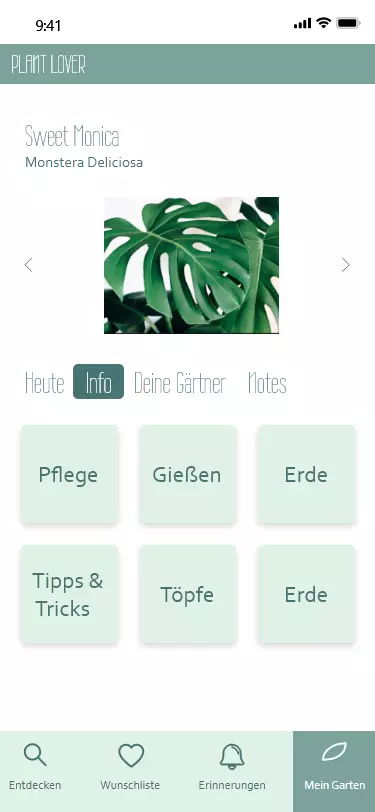 9:41
PLANT LOVER
Sweet Monica
Monstera Deliciosa
Heute Info Deine Gärtner Notes
Pflege Gießen Erde
Tipps &
Tricks Töpfe Erde
Entdecken Wunschliste Erinnerungen Mein Garten